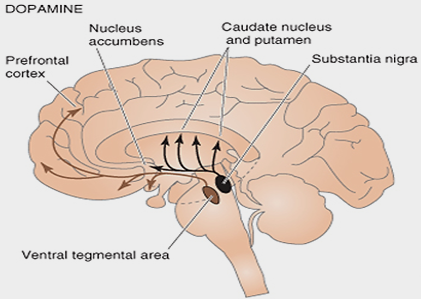 DOPAMINE
Nucleus
accumbens
Caudate nucleus
and putamen
Prefrontal
cortex
Substantia nigra
Ventral tegmental area